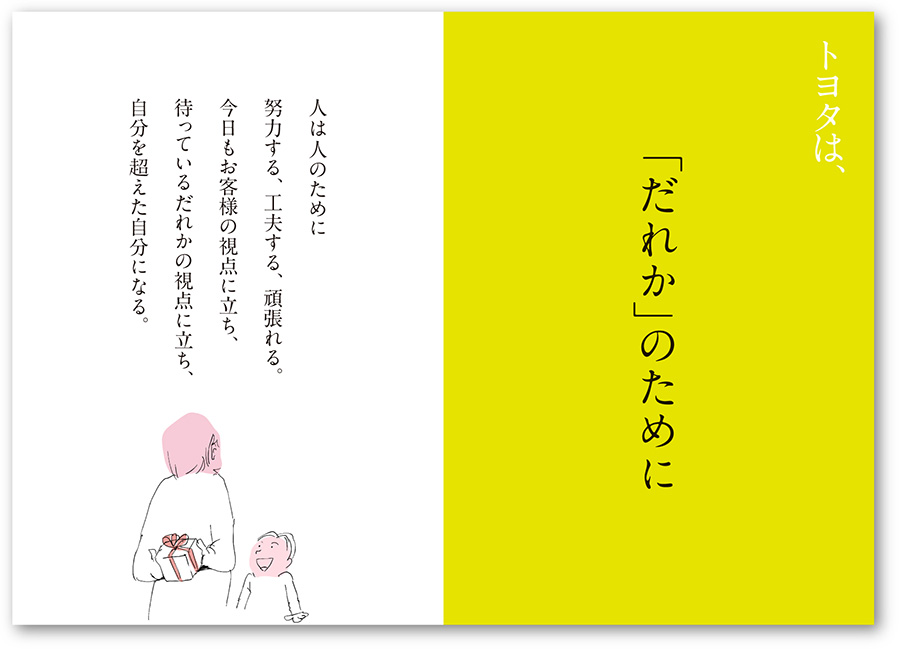 トヨタは、
「だれか」のために
人は人のために
努力する、工夫する、頑張れる。
今日もお客様の視点に立ち、
待っているだれかの視点に立ち、
自分を超えた自分になる。